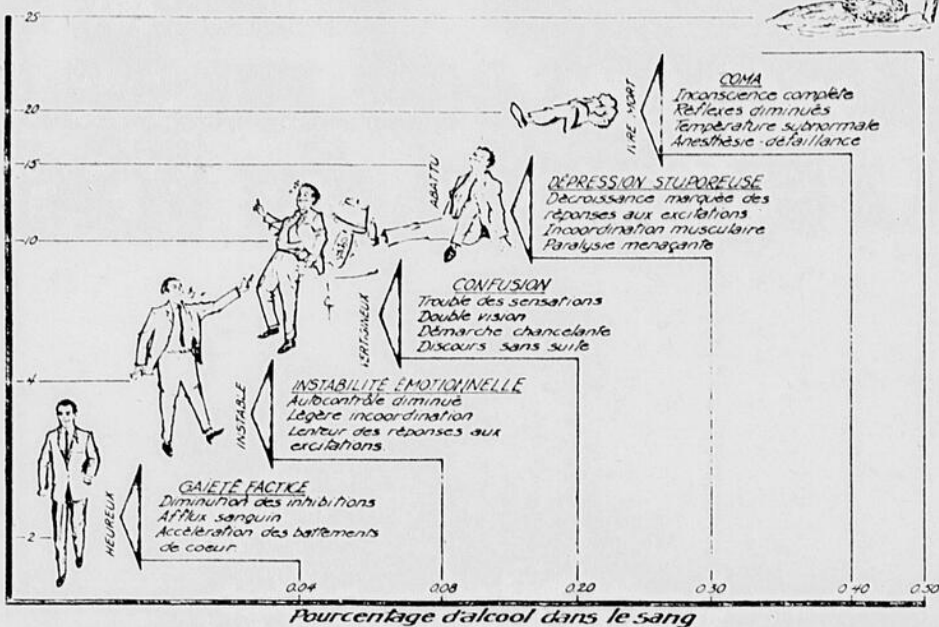 25
20
15
10
4
2
IVRE MORT
COMA
Inconscience complète
Réflexes diminués
Température subnormale
Anesthésie - défaillance
ABATTU
DÉPRESSION STUPOREUSE
Décroissance marquée des
réponses aux excitations
Incoordination musculaire
Paralysie menaçante
VERTIGINEUX
CONFUSION
Trouble des sensations
Double vision
Démarche chancelante
Discours sans suite
INSTABLE
INSTABILITÉ ÉMOTIONNELLE
Autocontrôle diminué
Légère incoordination
Lenteur des réponses aux
excitations.
HEUREUX
GAIETÉ FACTICE
Diminution des inhibitions
Afflux sanguin
Accélération des battements
de coeur
0.04 0.08 0.20 0.30 0.40 0.50
Pourcentage d'alcool dans le sang